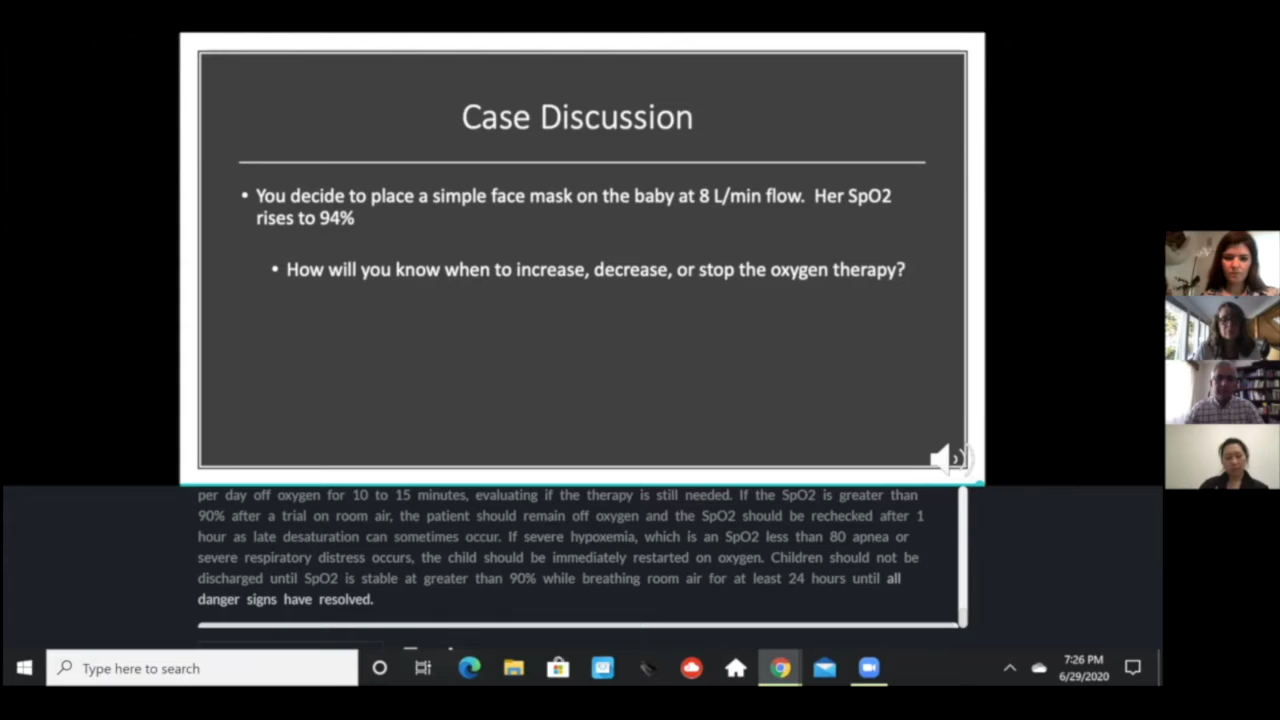 Case Discussion
• You decide to place a simple face mask on the baby at 8 L/min flow. Her SpO2
rises to 94%
• How will you know when to increase, decrease, or stop the oxygen therapy?
per day off oxygen for 10 to 15 minutes, evaluating if the therapy is still needed. If the SpO2 is greater than
90% after a trial on room air, the patient should remain off oxygen and the SpO2 should be rechecked after 1
hour as late desaturation can sometimes occur. If severe hypoxemia, which is an SpO2 less than 80 apnea or
severe respiratory distress occurs, the child should be immediately restarted on oxygen. Children should not be
discharged until SpO2 is stable at greater than 90% while breathing room air for at least 24 hours until all
danger signs have resolved.
Type here to search
7:26 PM
6/29/2020